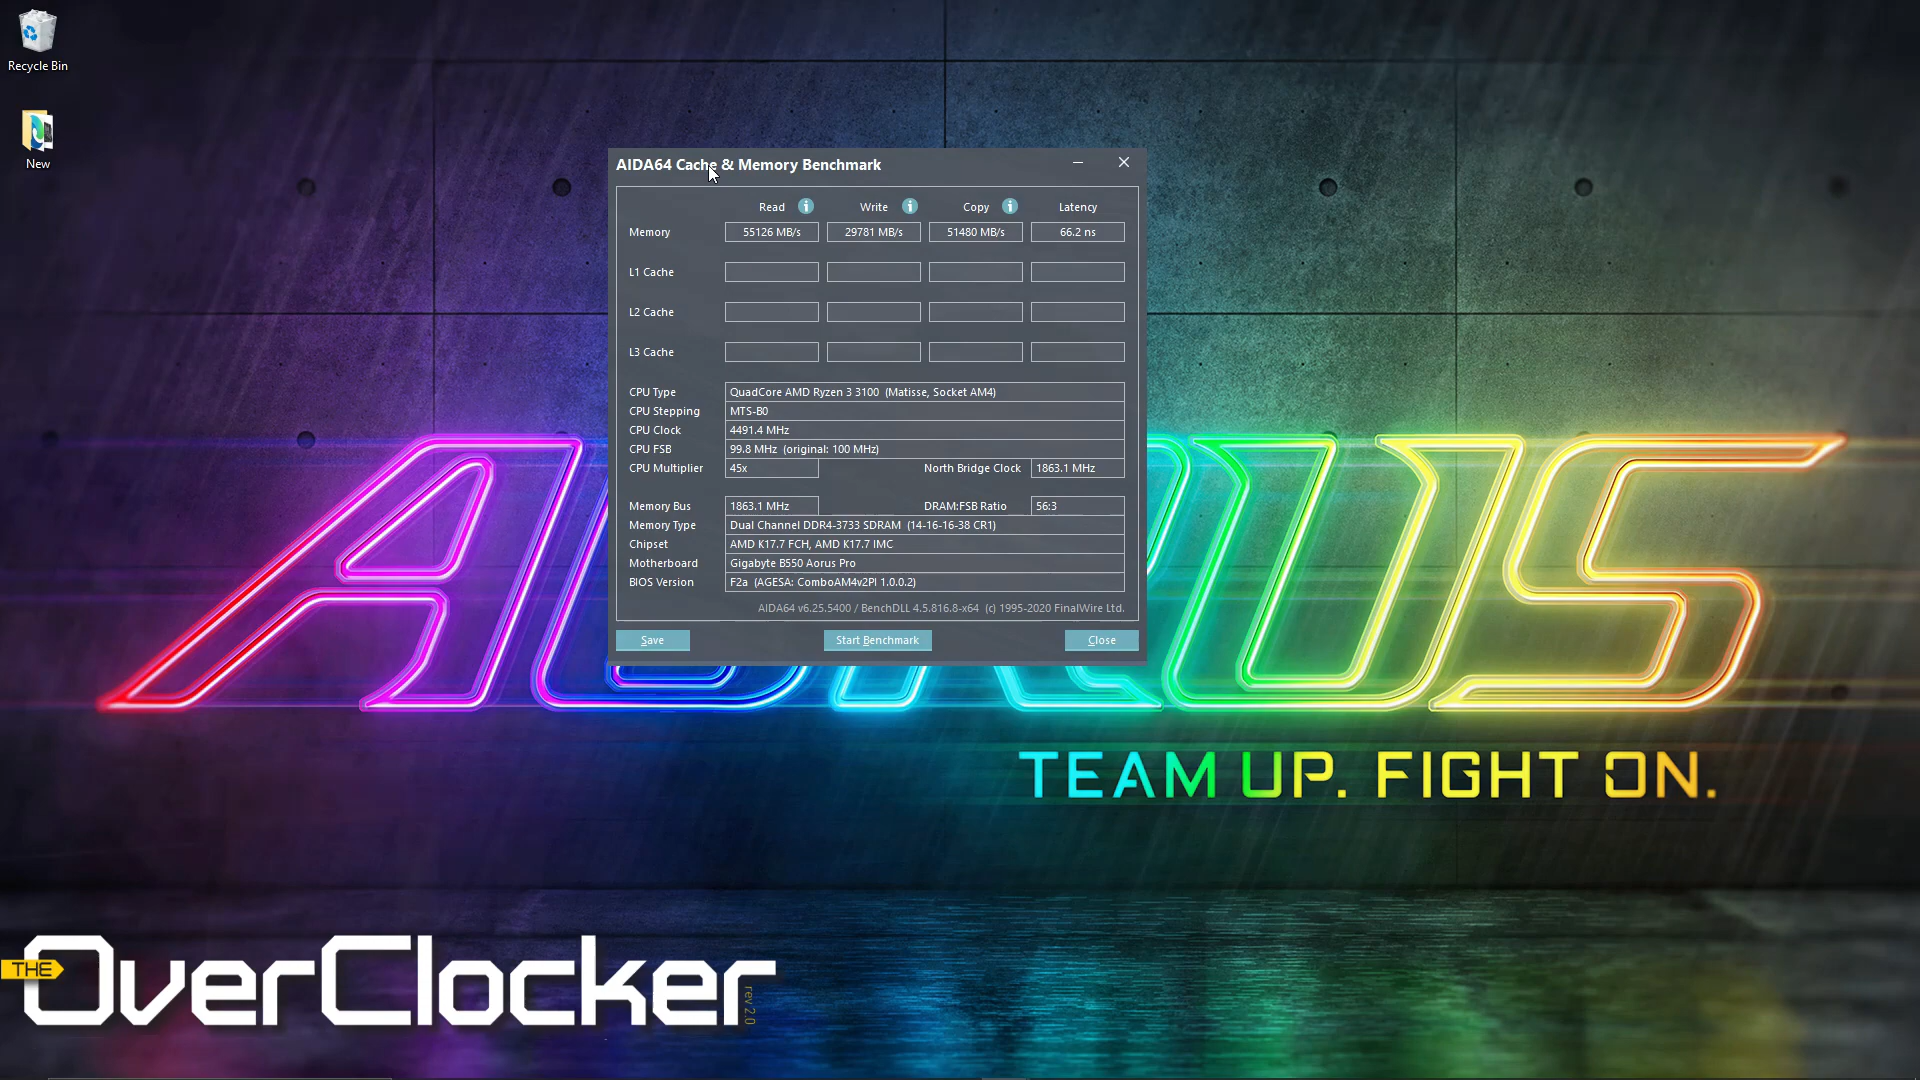 Recycle Bin
New
AIDA64 Cache & Memory Benchmark
Read Write Copy Latency
Memory 55126 MB/s 29781 MB/s 51480 MB/s 66.2 ns
L1 Cache
L2 Cache
L3 Cache
CPU Type QuadCore AMD Ryzen 3 3100 (Matisse, Socket AM4)
CPU Stepping MTS-B0
CPU Clock 4491.4 MHz
CPU FSB 99.8 MHz (original: 100 MHz)
CPU Multiplier 45x North Bridge Clock 1863.1 MHz
Memory Bus 1863.1 MHz DRAM:FSB Ratio 56:3
Memory Type Dual Channel DDR4-3733 SDRAM (14-16-16-38 CR1)
Chipset AMD K17.7 FCH, AMD K17.7 IMC
Motherboard Gigabyte B550 Aorus Pro
BIOS Version F2a (AGESA: ComboAM4v2PI 1.0.0.2)
AIDA64 v6.25.5400 / BenchDLL 4.5.816.8-x64 (c) 1995-2020 FinalWire Ltd.
Save Start Benchmark Close
AORUS
TEAM UP. FIGHT ON.
THE OverClocker rev 2.0